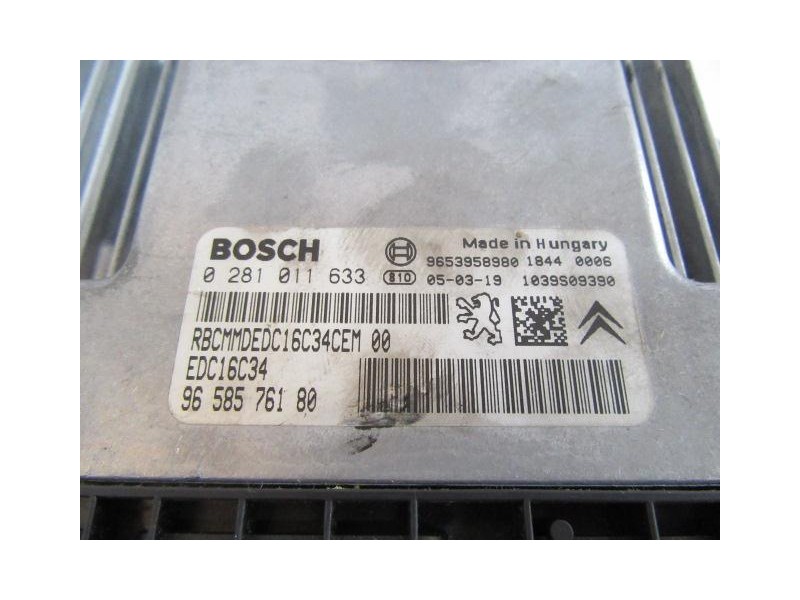 BOSCH
Made in Hungary
0 281 011 633
9653958980 1844 0006
810 05-03-19 1039S09390
RBCMMDEDC16C34CEM 00
EDC16C34
96 585 761 80